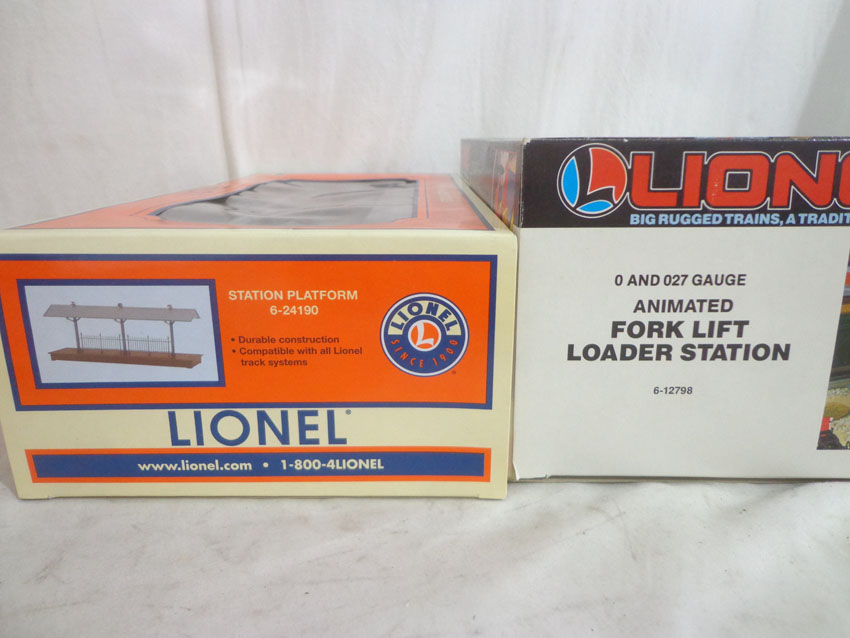 STATION PLATFORM
6-24190
• Durable construction
• Compatible with all Lionel
track systems
LIONEL
SINCE 1900
L
®
LIONEL®
www.lionel.com • 1-800-4LIONEL
L LION
BIG RUGGED TRAINS, A TRADIT
O AND 027 GAUGE
ANIMATED
FORK LIFT
LOADER STATION
6-12798